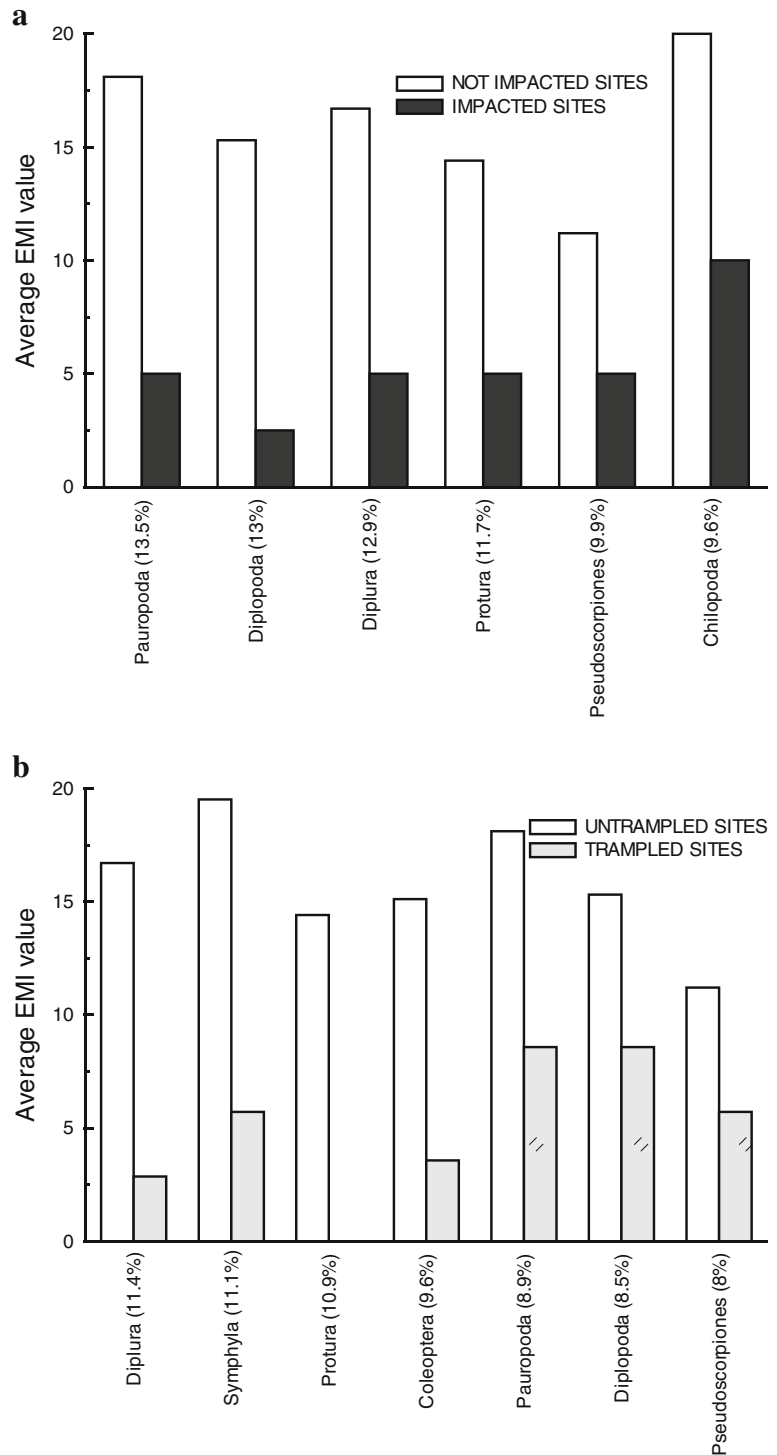 a
20
15
10
5
0
Average EMI value
NOT IMPACTED SITES
IMPACTED SITES
Pauropoda (13.5%)
Diplopoda (13%)
Diplura (12.9%)
Protura (11.7%)
Pseudoscorpiones (9.9%)
Chilopoda (9.6%)
b
20
15
10
5
0
Average EMI value
UNTRAMPLED SITES
TRAMPLED SITES
Diplura (11.4%)
Symphyla (11.1%)
Protura (10.9%)
Coleoptera (9.6%)
Pauropoda (8.9%)
Diplopoda (8.5%)
Pseudoscorpiones (8%)